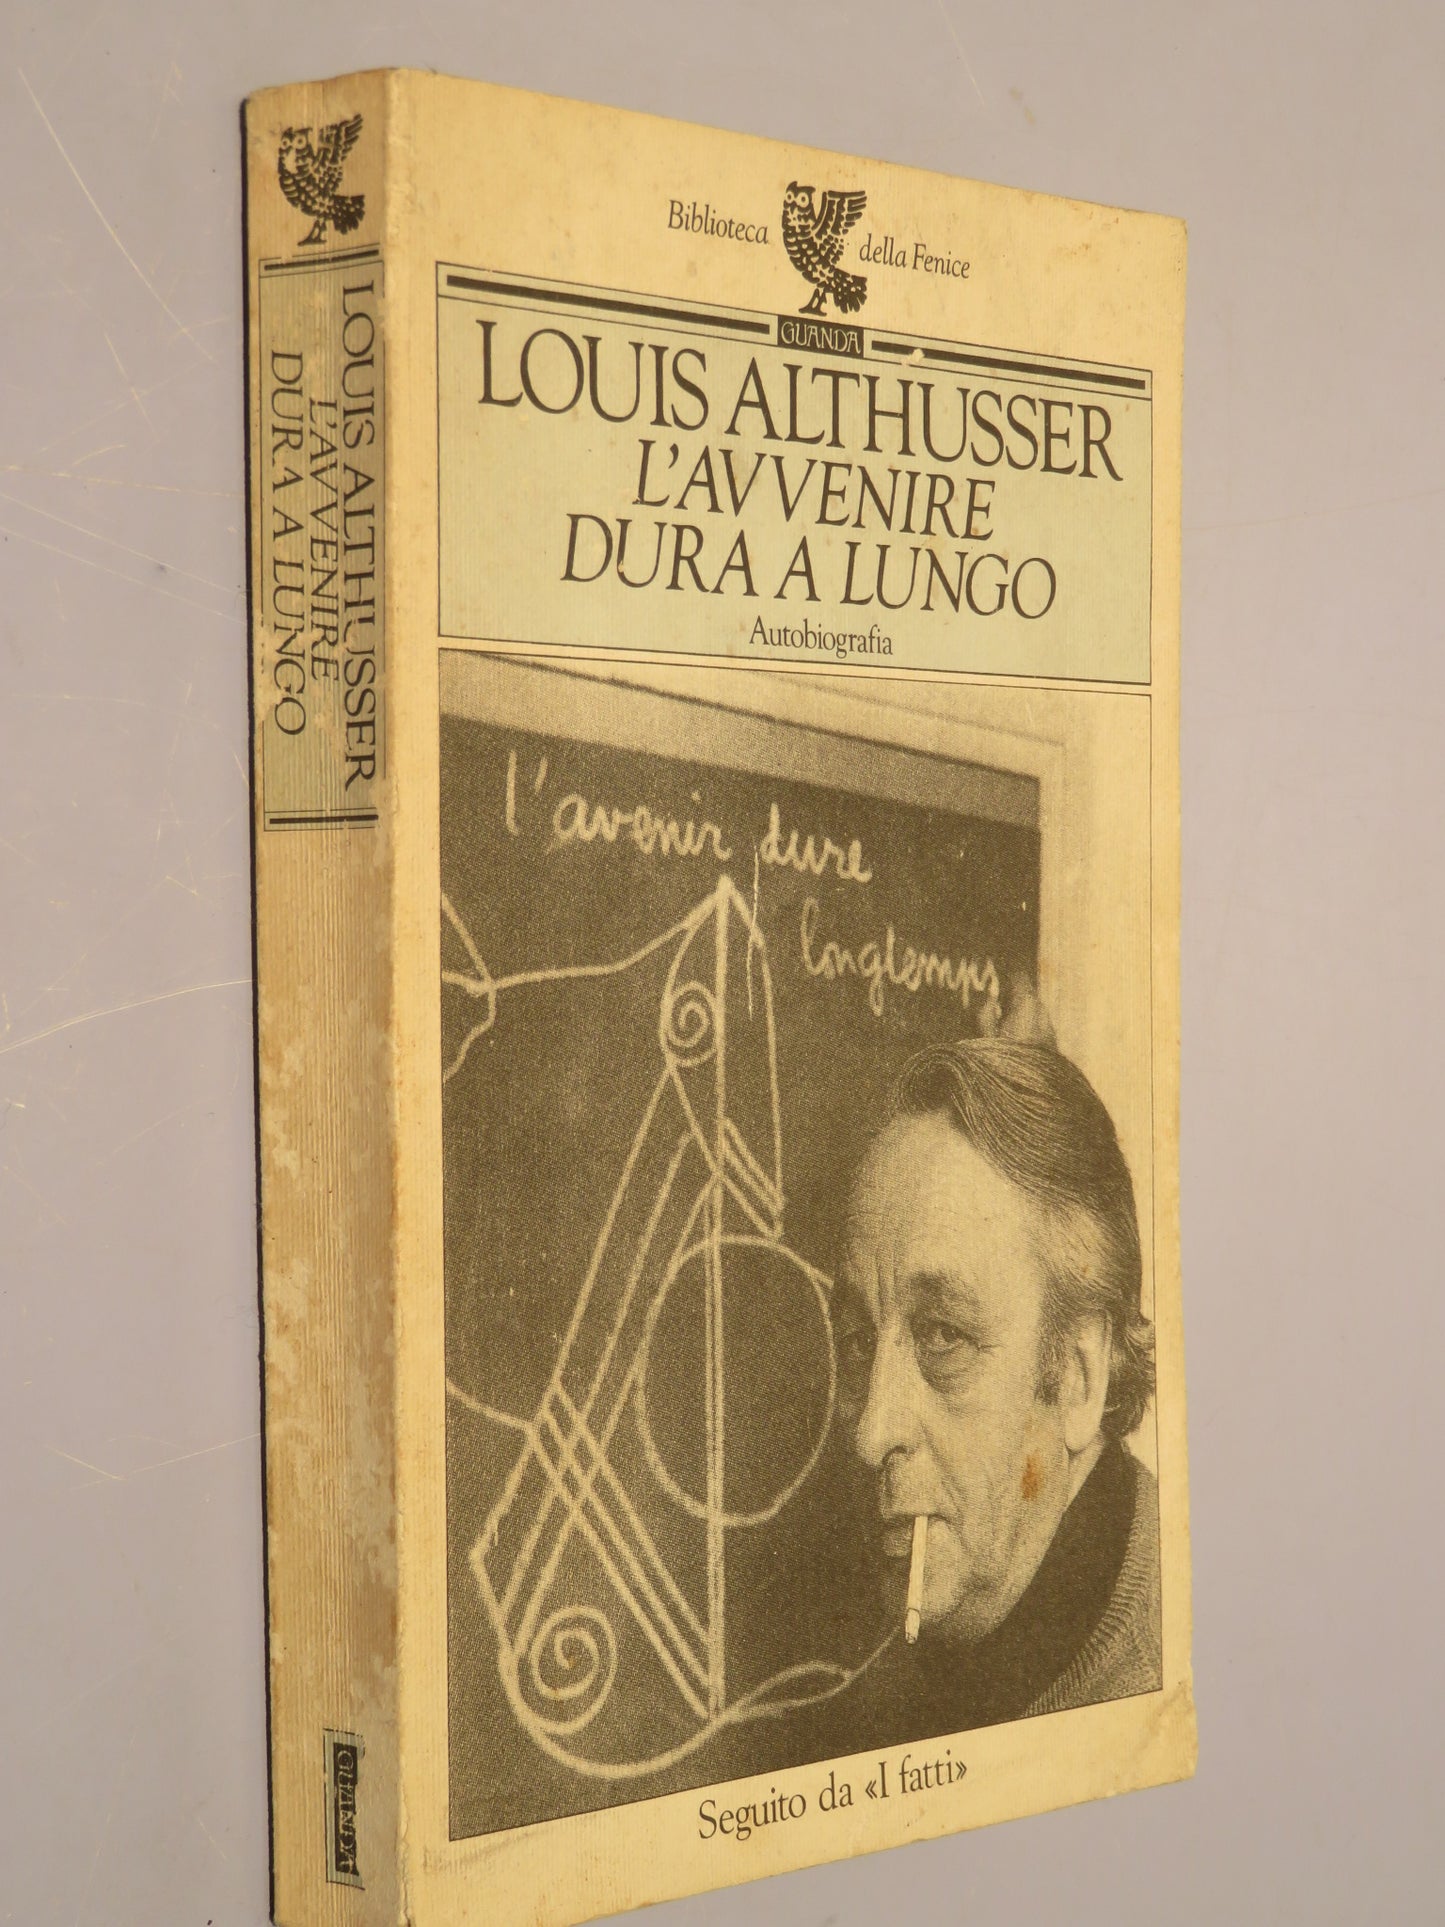 LOUIS ALTHUSSER
L'AVVENIRE
DURA A LUNGO
GUANDA
Biblioteca della Fenice
GUANDA
LOUIS ALTHUSSER
L'AVVENIRE
DURA A LUNGO
Autobiografia
l'avenir dure
longtemps
Seguito da «I fatti»